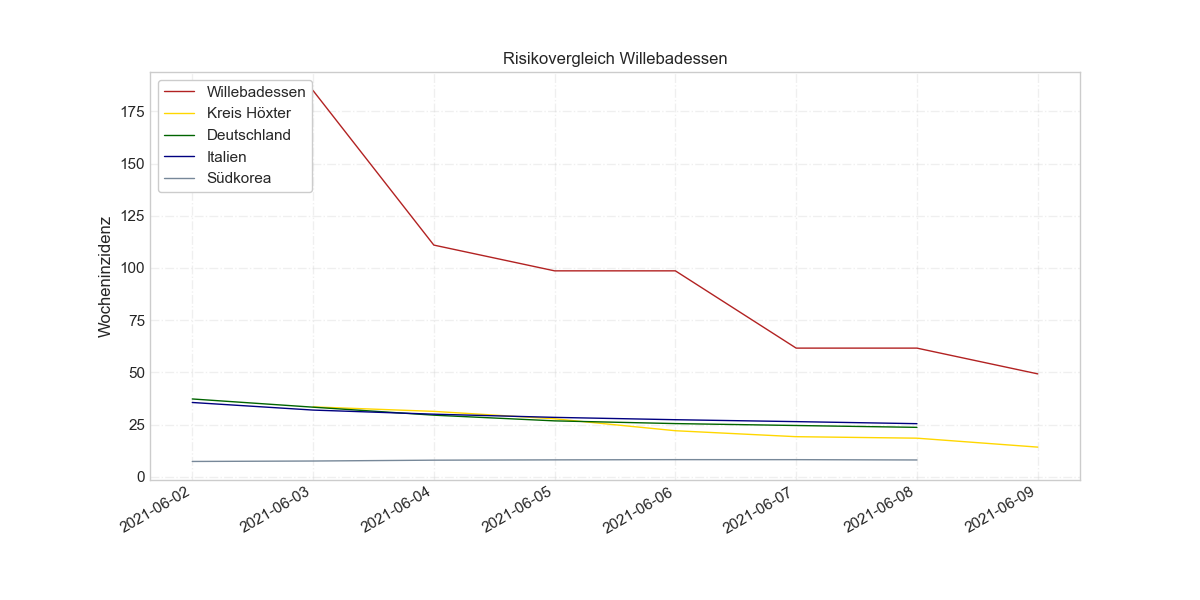 Risikovergleich Willebadessen
Willebadessen
Kreis Höxter
Deutschland
Italien
Südkorea
Wocheninzidenz
175
150
125
100
75
50
25
0
2021-06-02
2021-06-03
2021-06-04
2021-06-05
2021-06-06
2021-06-07
2021-06-08
2021-06-09